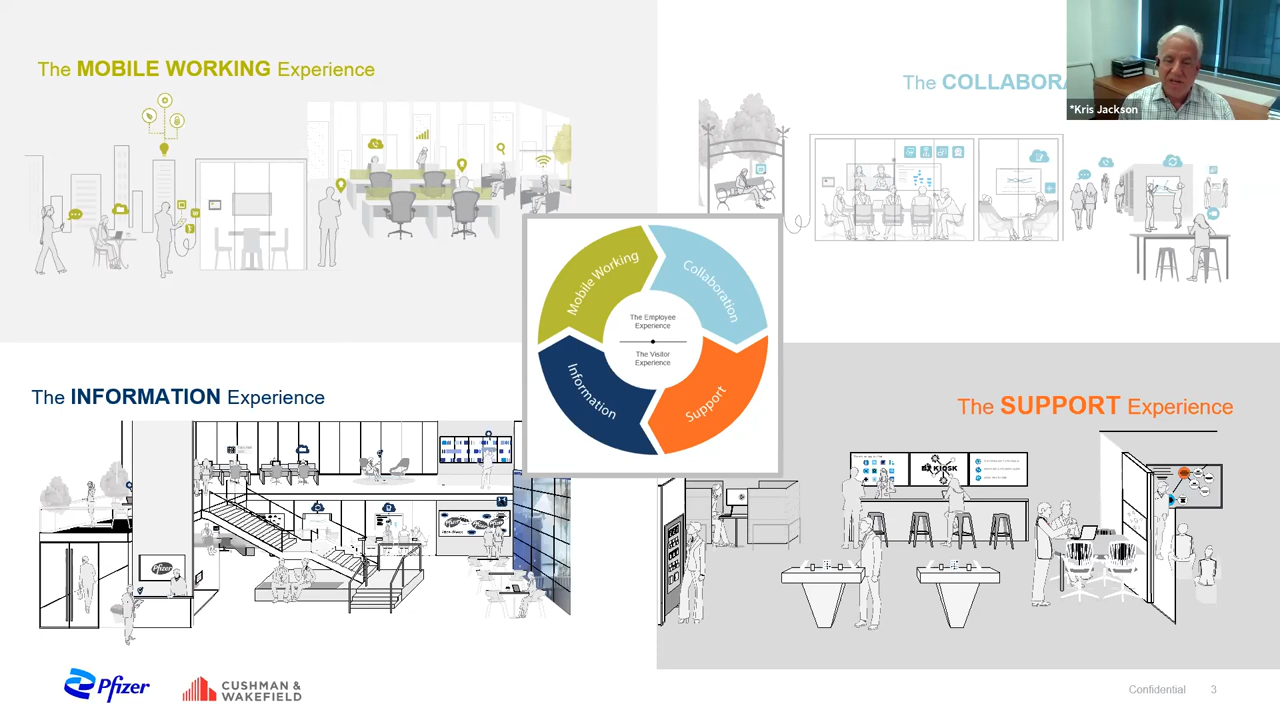 The MOBILE WORKING Experience
The COLLABORA
*Kris Jackson
Mobile Working
Collaboration
The Employee
Experience
The Visitor
Experience
Information
Support
The INFORMATION Experience
The SUPPORT Experience
Pfizer
Pfizer
CUSHMAN &
WAKEFIELD
Confidential 3